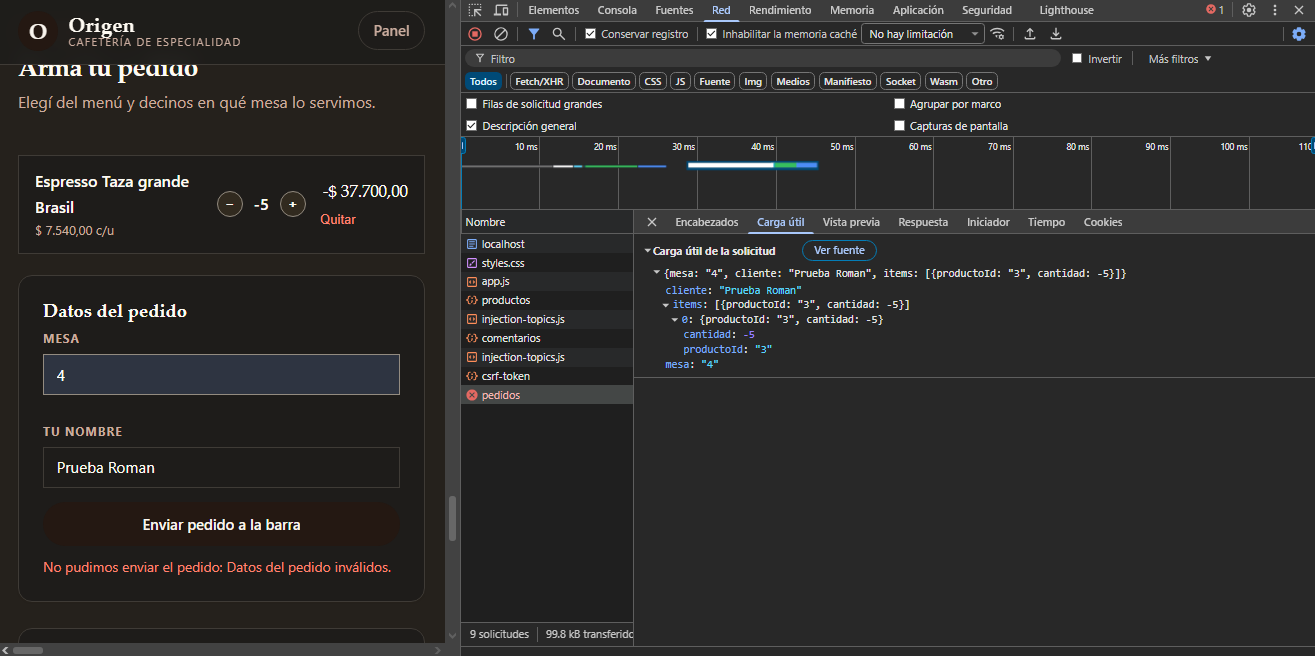 O
Origen
CAFETERÍA DE ESPECIALIDAD
Panel
Arma tu pedido
Elegí del menú y decinos en qué mesa lo servimos.
Espresso Taza grande
Brasil
$ 7.540,00 c/u
−
-5
+
-$ 37.700,00
Quitar
Datos del pedido
MESA
4
TU NOMBRE
Prueba Roman
Enviar pedido a la barra
No pudimos enviar el pedido: Datos del pedido inválidos.
Elementos Consola Fuentes Red Rendimiento Memoria Aplicación Seguridad Lighthouse 1
Conservar registro Inhabilitar la memoria caché No hay limitación
Filtro Invertir Más filtros
Todos Fetch/XHR Documento CSS JS Fuente Img Medios Manifiesto Socket Wasm Otro
Filas de solicitud grandes Agrupar por marco
Descripción general Capturas de pantalla
10 ms 20 ms 30 ms 40 ms 50 ms 60 ms 70 ms 80 ms 90 ms 100 ms 110
Nombre
localhost
styles.css
app.js
productos
injection-topics.js
comentarios
injection-topics.js
csrf-token
pedidos
9 solicitudes 99.8 kB transferido
Encabezados Carga útil Vista previa Respuesta Iniciador Tiempo Cookies
Carga útil de la solicitud Ver fuente
{mesa: "4", cliente: "Prueba Roman", items: [{productoId: "3", cantidad: -5}]}
cliente: "Prueba Roman"
items: [{productoId: "3", cantidad: -5}]
0: {productoId: "3", cantidad: -5}
cantidad: -5
productoId: "3"
mesa: "4"